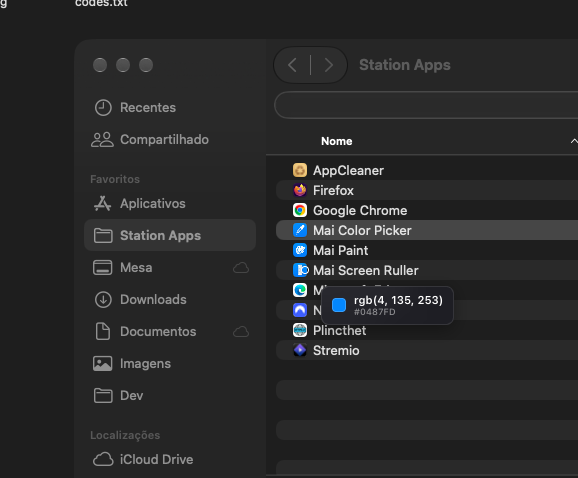 g
codes.txt
Station Apps
Recentes
Compartilhado
Favoritos
Aplicativos
Station Apps
Mesa
Downloads
Documentos
Imagens
Dev
Localizações
iCloud Drive
Nome
AppCleaner
Firefox
Google Chrome
Mai Color Picker
Mai Paint
Mai Screen Ruller
rgb(4, 135, 253)
#0487FD
Plincthet
Stremio